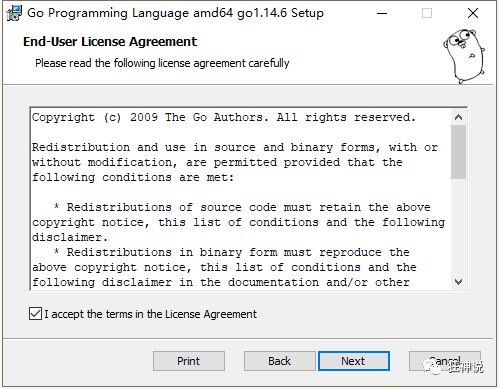 Go Programming Language amd64 go1.14.6 Setup
End-User License Agreement
Please read the following license agreement carefully
Copyright (c) 2009 The Go Authors. All rights reserved.
Redistribution and use in source and binary forms, with or
without modification, are permitted provided that the
following conditions are met:
* Redistributions of source code must retain the above
copyright notice, this list of conditions and the following
disclaimer.
* Redistributions in binary form must reproduce the
above copyright notice, this list of conditions and the
following disclaimer in the documentation and/or other
I accept the terms in the License Agreement
Print Back Next Cancel
狂神说